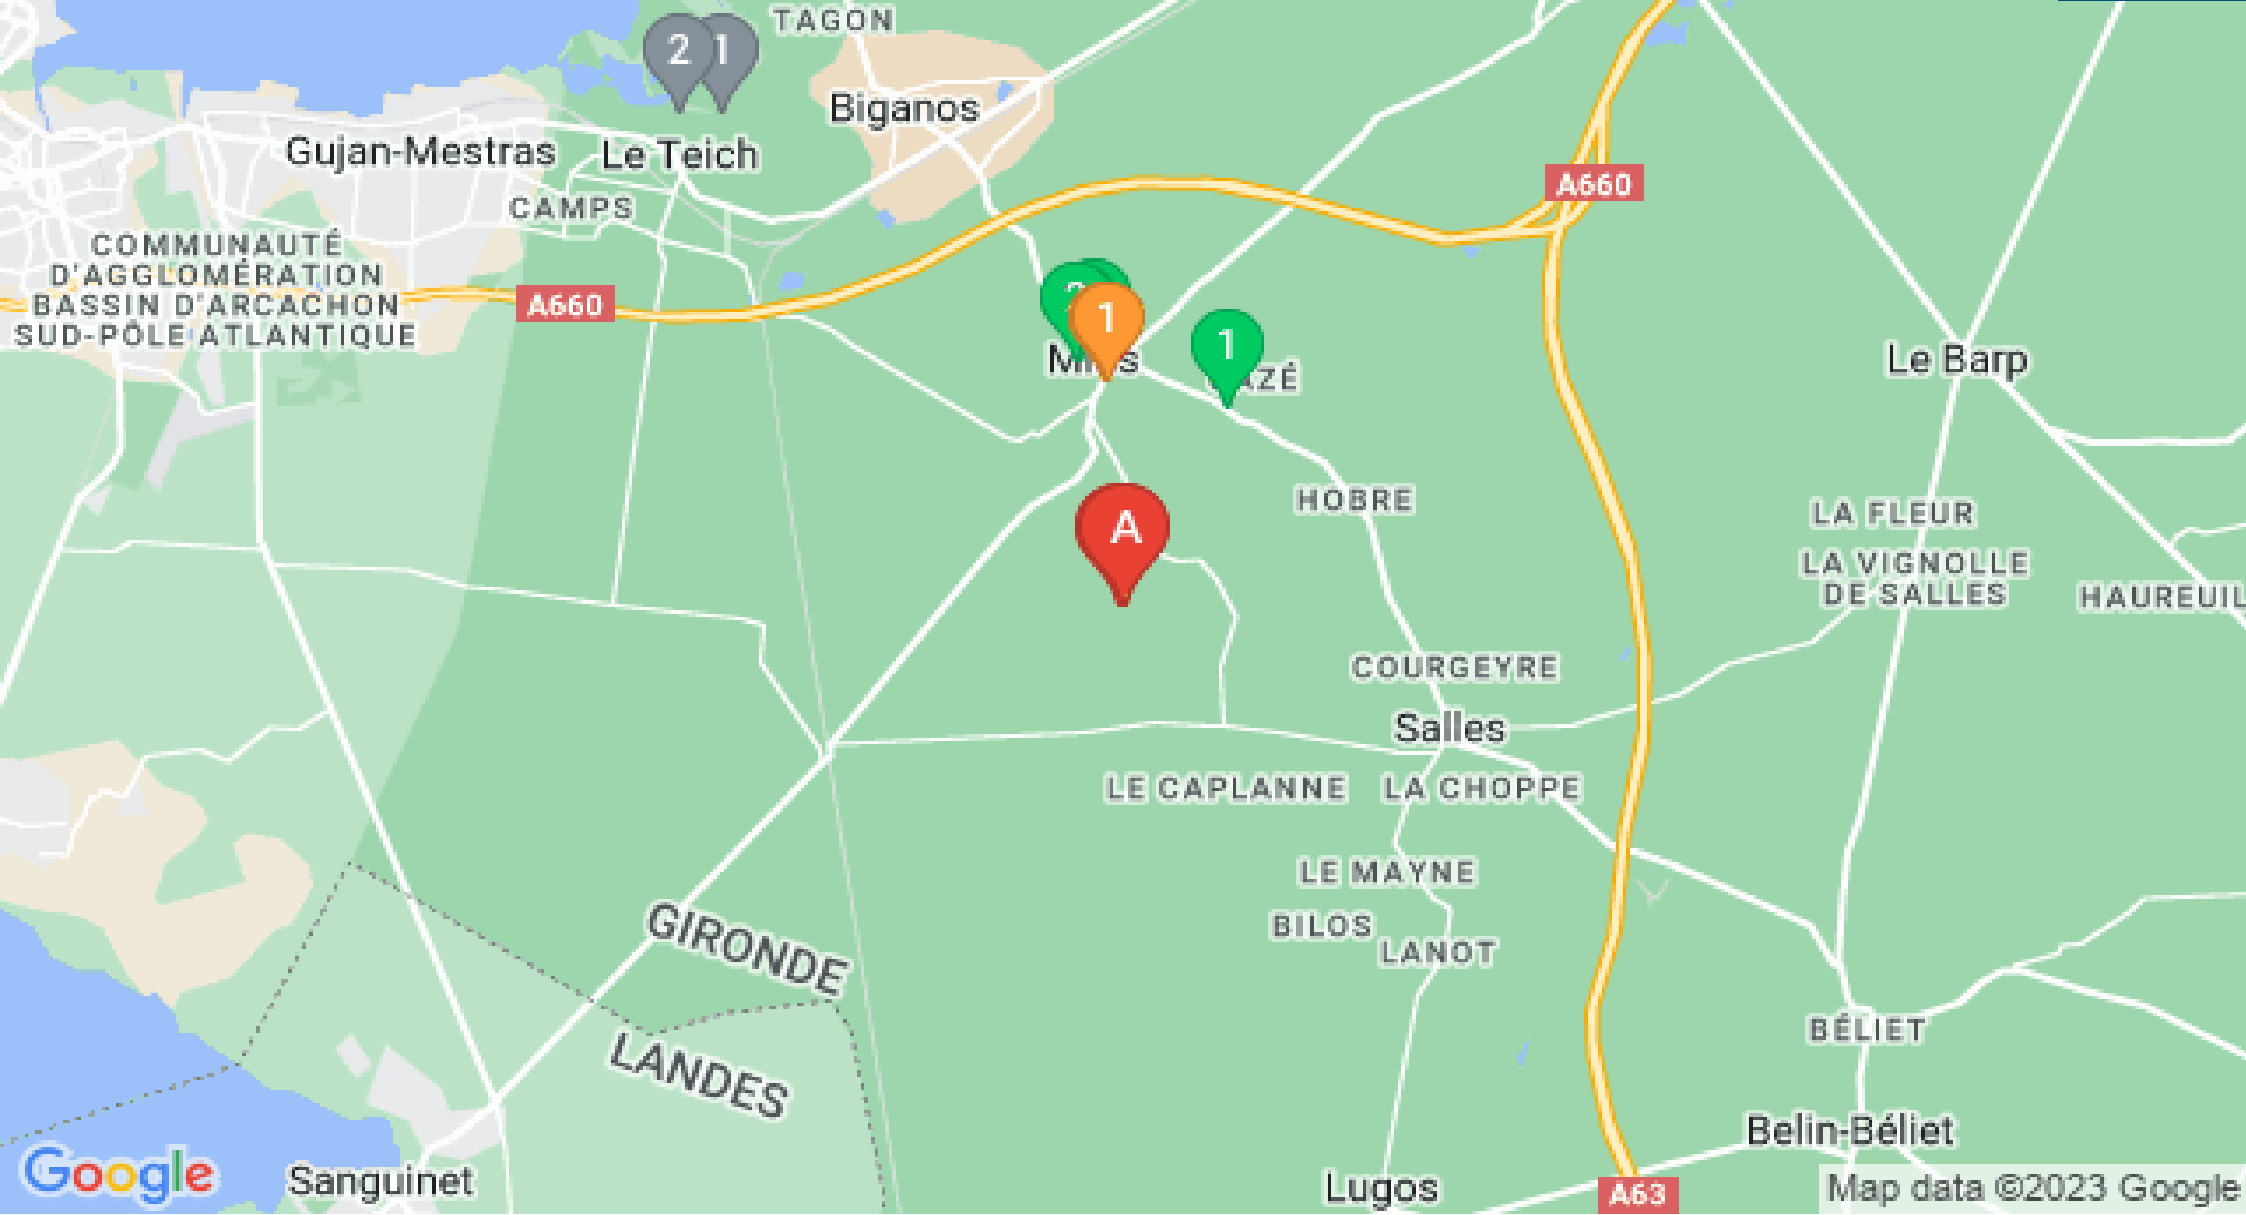 TAGON
2
1
Biganos
Gujan-Mestras
Le Teich
A660
CAMPS
COMMUNAUTÉ
D'AGGLOMÉRATION
BASSIN D'ARCACHON
SUD-PÔLE ATLANTIQUE
A660
1
1
Le Barp
A
HOBRE
LA FLEUR
LA VIGNOLLE
DE SALLES
HAUREUIL
COURGEYRE
Salles
LE CAPLANNE
LA CHOPPE
LE MAYNE
BILOS
LANOT
GIRONDE
LANDES
BÉLIET
Belin-Béliet
Google
Sanguinet
Lugos
A63
Map data ©2023 Google